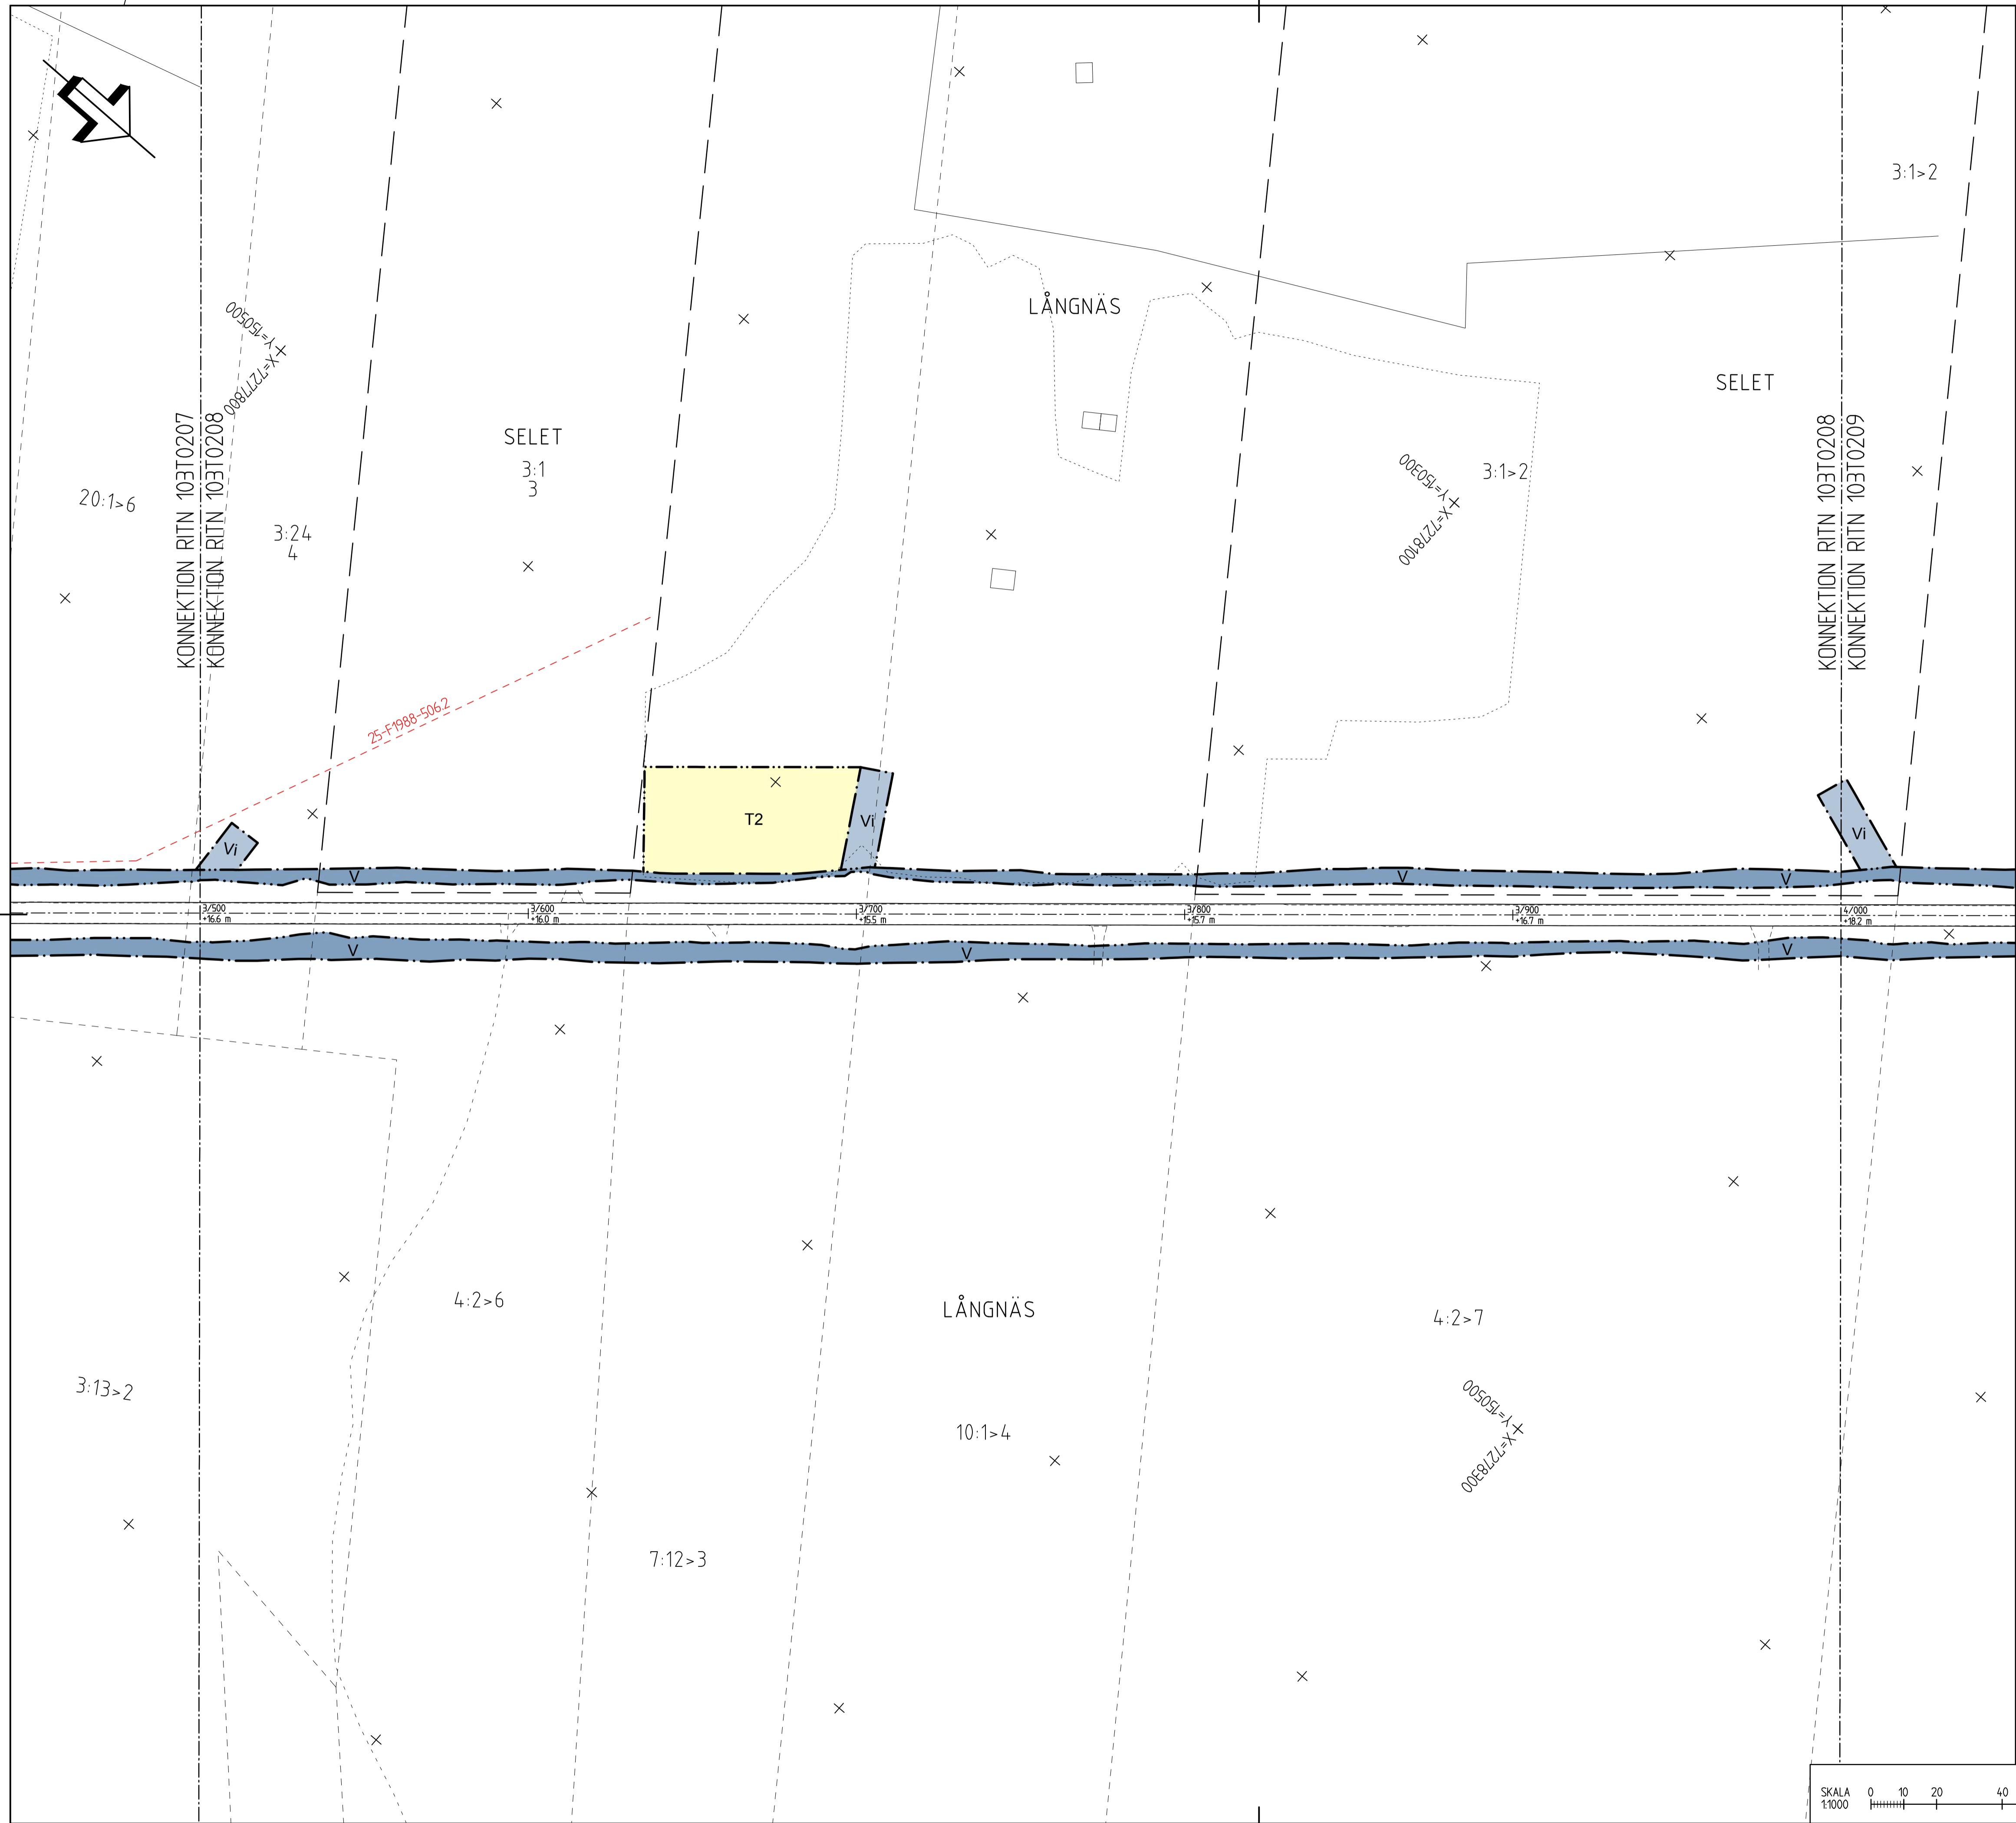 3:1>2
Y=150500
X=7277800
LÅNGNÄS
SELET
SELET
3:1
3
KONNEKTION RITN 103T0207
KONNEKTION RITN 103T0208
20:1>6
3:24
4
Y=150300
X=7278100
3:1>2
KONNEKTION RITN 103T0208
KONNEKTION RITN 103T0209
25-F1988-506.2
T2
Vi
Vi
Vi
V
V
V
3/500
+16.6 m
3/600
+16.0 m
3/700
+15.5 m
3/800
+15.7 m
3/900
+16.7 m
4/000
+18.2 m
V
V
V
4:2>6
LÅNGNÄS
4:2>7
3:13>2
10:1>4
Y=150500
X=7278300
7:12>3
SKALA
1:1000
0 10 20 40